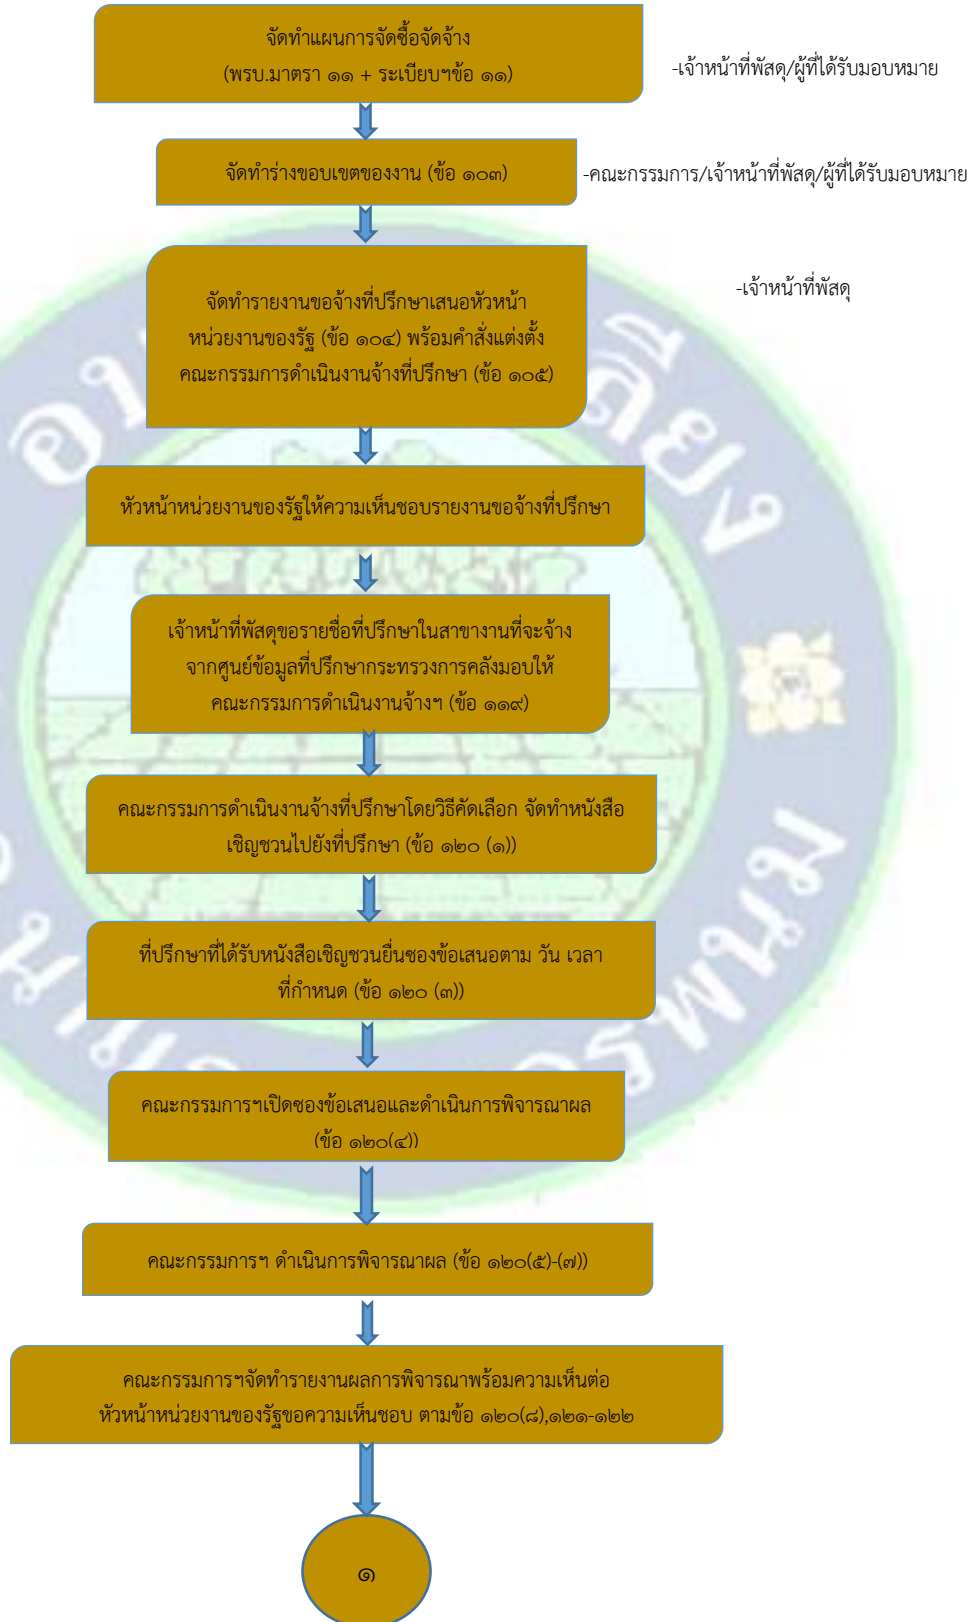 จัดทำแผนการจัดซื้อจัดจ้าง
(พรบ.มาตรา ๑๑ + ระเบียบฯข้อ ๑๑)
-เจ้าหน้าที่พัสดุ/ผู้ที่ได้รับมอบหมาย
จัดทำร่างขอบเขตของงาน (ข้อ ๑๐๓)
-คณะกรรมการ/เจ้าหน้าที่พัสดุ/ผู้ที่ได้รับมอบหมาย
-เจ้าหน้าที่พัสดุ
จัดทำรายงานขอจ้างที่ปรึกษาเสนอหัวหน้า
หน่วยงานของรัฐ (ข้อ ๑๐๔) พร้อมคำสั่งแต่งตั้ง
คณะกรรมการดำเนินงานจ้างที่ปรึกษา (ข้อ ๑๐๕)
หัวหน้าหน่วยงานของรัฐให้ความเห็นชอบรายงานขอจ้างที่ปรึกษา
เจ้าหน้าที่พัสดุขอรายชื่อที่ปรึกษาในสาขางานที่จะจ้าง
จากศูนย์ข้อมูลที่ปรึกษากระทรวงการคลังมอบให้
คณะกรรมการดำเนินงานจ้างฯ (ข้อ ๑๑๙)
คณะกรรมการดำเนินงานจ้างที่ปรึกษาโดยวิธีคัดเลือก จัดทำหนังสือ
เชิญชวนไปยังที่ปรึกษา (ข้อ ๑๒๐ (๑))
ที่ปรึกษาที่ได้รับหนังสือเชิญชวนยื่นซองข้อเสนอตาม วัน เวลา
ที่กำหนด (ข้อ ๑๒๐ (๓))
คณะกรรมการฯเปิดซองข้อเสนอและดำเนินการพิจารณาผล
(ข้อ ๑๒๐(๔))
คณะกรรมการฯ ดำเนินการพิจารณาผล (ข้อ ๑๒๐(๕)-(๗))
คณะกรรมการฯจัดทำรายงานผลการพิจารณาพร้อมความเห็นต่อ
หัวหน้าหน่วยงานของรัฐขอความเห็นชอบ ตามข้อ ๑๒๐(๘),๑๒๑-๑๒๒
๑